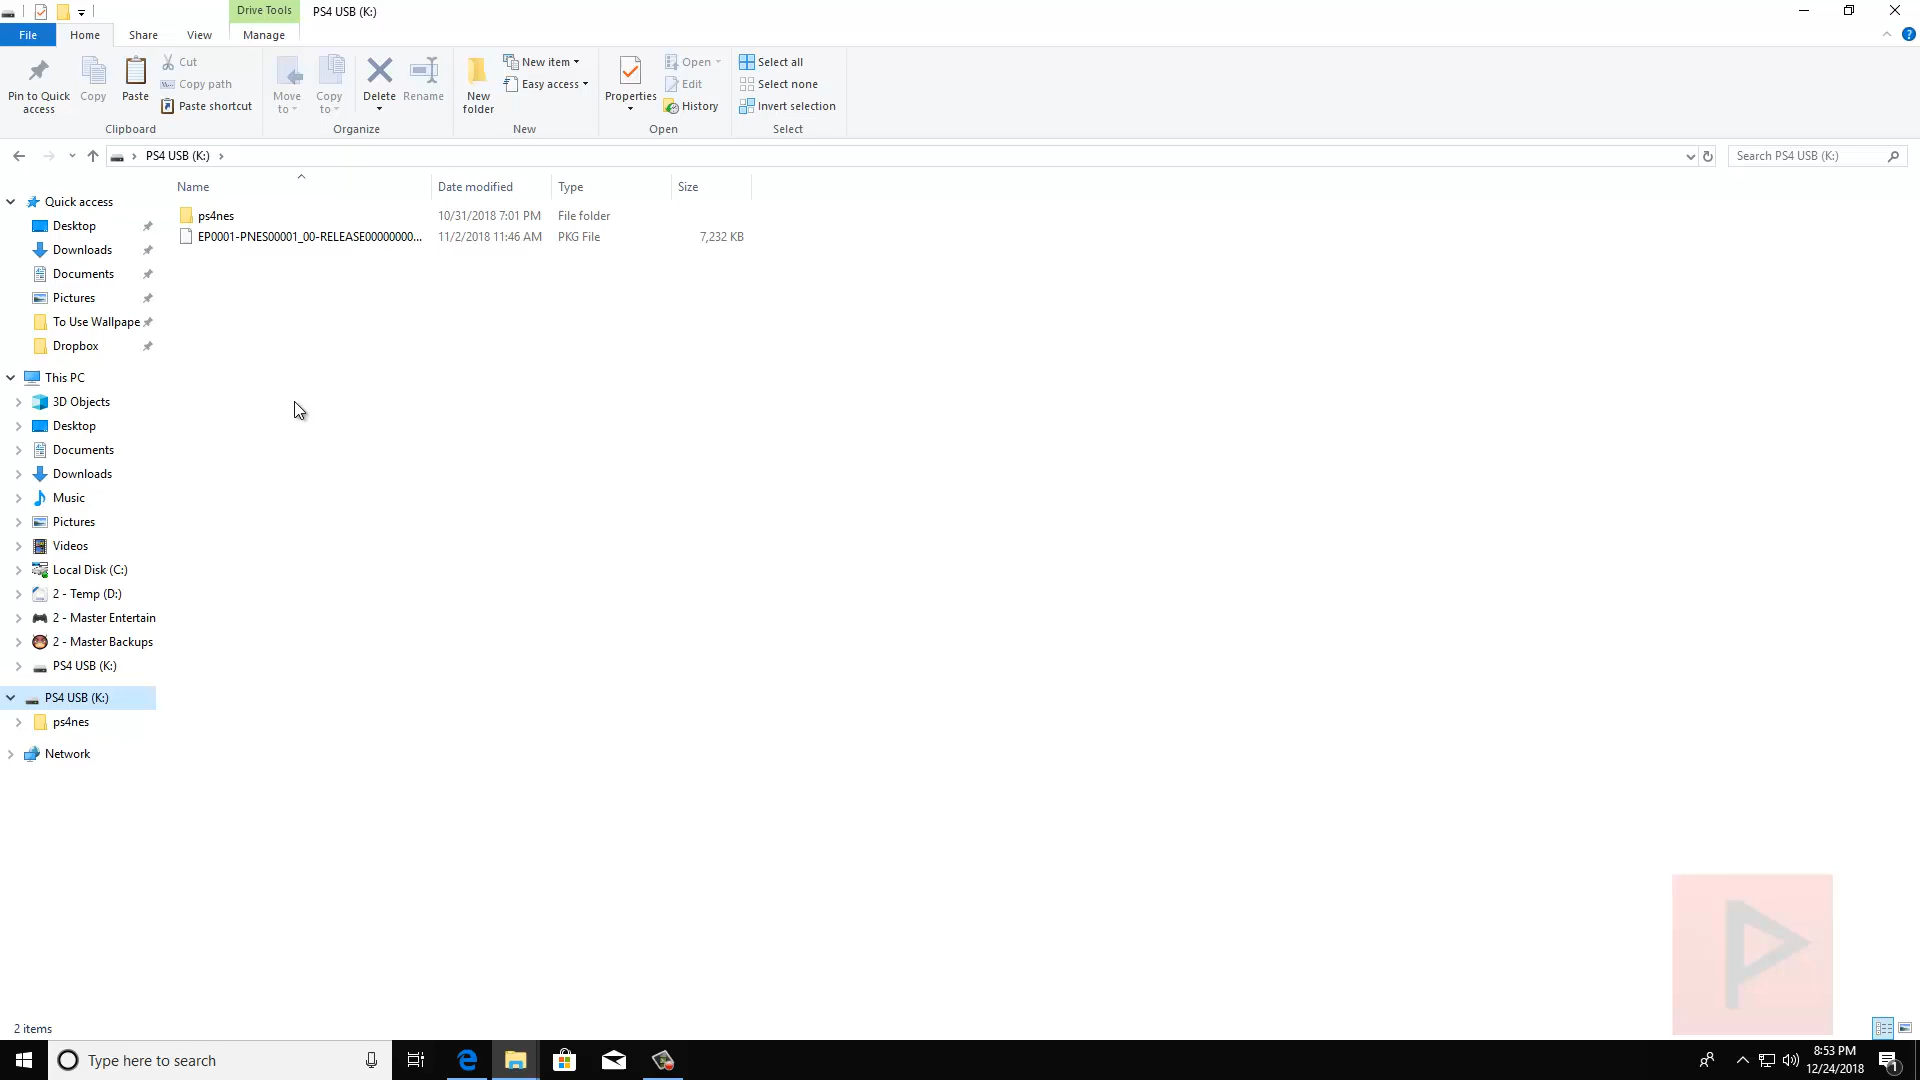 Drive Tools
PS4 USB (K:)
File
Home
Share
View
Manage
Pin to Quick access
Copy
Paste
Cut
Copy path
Paste shortcut
Clipboard
Move to
Copy to
Delete
Rename
Organize
New folder
New item
Easy access
New
Properties
Open
Edit
History
Open
Select all
Select none
Invert selection
Select
PS4 USB (K:)
Search PS4 USB (K:)
Name
Date modified
Type
Size
ps4nes
10/31/2018 7:01 PM
File folder
EP0001-PNES00001_00-RELEASE00000000...
11/2/2018 11:46 AM
PKG File
7,232 KB
Quick access
Desktop
Downloads
Documents
Pictures
To Use Wallpape
Dropbox
This PC
3D Objects
Desktop
Documents
Downloads
Music
Pictures
Videos
Local Disk (C:)
2 - Temp (D:)
2 - Master Entertain
2 - Master Backups
PS4 USB (K:)
PS4 USB (K:)
ps4nes
Network
2 items
Type here to search
8:53 PM
12/24/2018
1